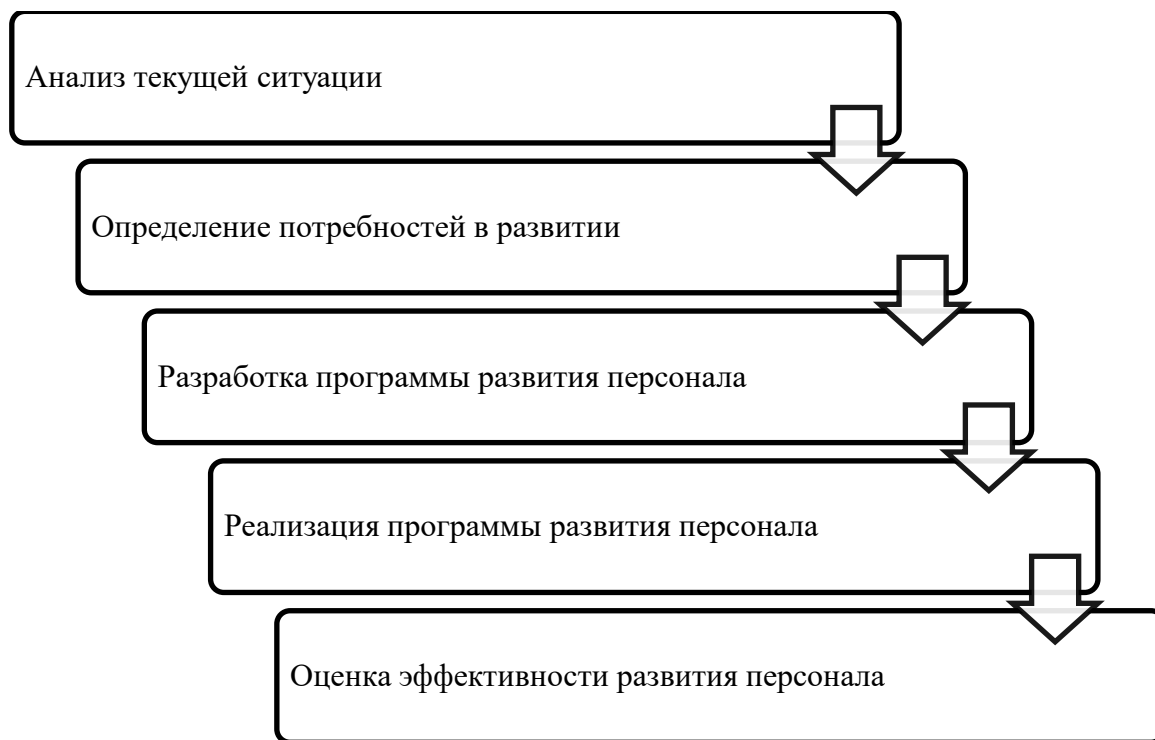 Анализ текущей ситуации
Определение потребностей в развитии
Разработка программы развития персонала
Реализация программы развития персонала
Оценка эффективности развития персонала